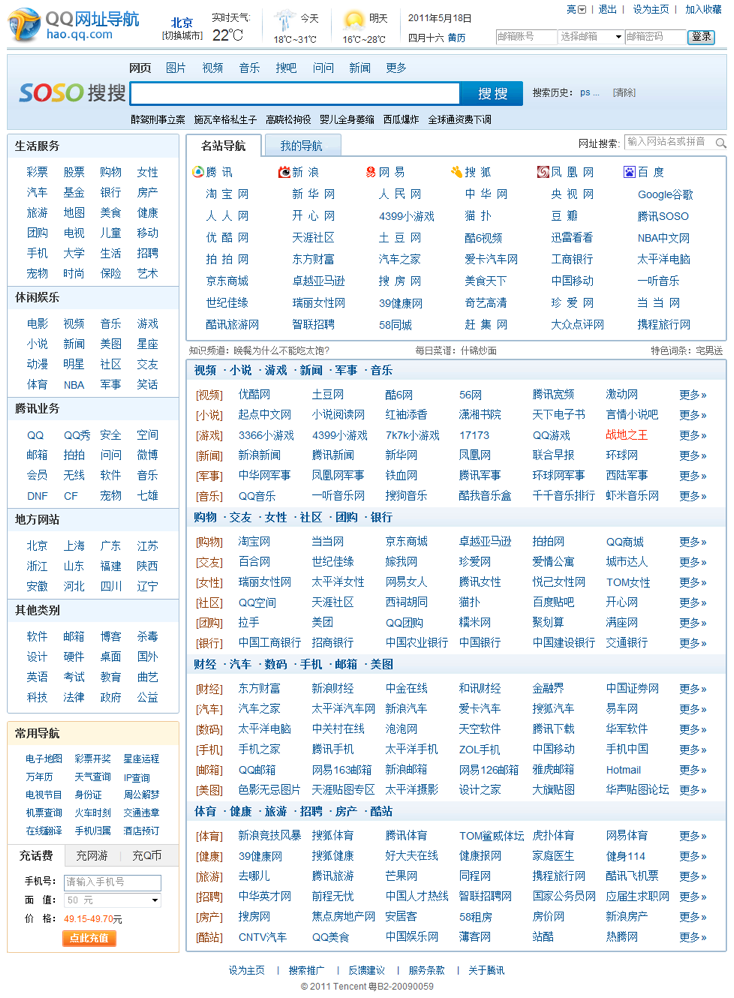 QQ网址导航
hao.qq.com
北京
[切换城市]
实时天气:
22℃
今天
18℃~31℃
明天
14℃~30℃
2011年5月18日
四月十六 黄历
亮 | 退出 | 设为主页 | 加入收藏
邮箱账号 选择邮箱 邮箱密码 登录
网页 图片 视频 音乐 搜吧 问问 新闻 更多
SOSO 搜搜
搜搜
搜索历史: ps ... [清除]
醉驾刑事立案 施瓦辛格私生子 高晓松拘役 婴儿全身萎缩 西瓜爆炸 全球通资费下调
生活服务
彩票 股票 购物 女性
汽车 基金 银行 房产
旅游 地图 美食 健康
团购 电视 儿童 移动
手机 大学 生活 招聘
宠物 时尚 保险 艺术
休闲娱乐
电影 视频 音乐 游戏
小说 新闻 美图 星座
动漫 明星 社区 交友
体育 NBA 军事 笑话
腾讯业务
QQ QQ秀 安全 空间
邮箱 拍拍 问问 微博
会员 无线 软件 音乐
DNF CF 宠物 七雄
地方网站
北京 上海 广东 江苏
浙江 山东 福建 陕西
安徽 河北 四川 辽宁
其他类别
软件 邮箱 博客 杀毒
设计 硬件 桌面 国外
英语 考试 教育 曲艺
科技 法律 政府 公益
常用导航
电子地图 彩票开奖 星座运程
万年历 天气查询 IP查询
电视节目 身份证 周公解梦
机票查询 火车时刻 交通违章
在线翻译 手机归属 酒店预订
充话费 充网游 充Q币
手机号: 请输入手机号
面 值: 50 元
价 格: 49.15-49.70元
点此充值
名站导航 我的导航
网址搜索: 输入网站名或拼音
腾 讯 新 浪 网 易 搜 狐 凤 凰 网 百 度
淘 宝 网 新 华 网 人 民 网 中 华 网 央 视 网 Google谷歌
人 人 网 开 心 网 4399小游戏 猫 扑 豆 瓣 腾讯SOSO
优 酷 网 天涯社区 土 豆 网 酷6视频 迅雷看看 NBA中文网
拍 拍 网 东方财富 汽车之家 爱卡汽车网 工商银行 太平洋电脑
京东商城 卓越亚马逊 搜 房 网 美食天下 中国移动 一听音乐
世纪佳缘 瑞丽女性网 39健康网 奇艺高清 珍 爱 网 当 当 网
酷讯旅游网 智联招聘 58同城 赶 集 网 大众点评网 携程旅行网
知识频道: 晚餐为什么不能吃太饱? 每日菜谱: 什锦炒面 特色词条: 宅男送
视频 · 小说 · 游戏 · 新闻 · 军事 · 音乐
[视频] 优酷网 土豆网 酷6网 56网 腾讯宽频 激动网 更多»
[小说] 起点中文网 小说阅读网 红袖添香 潇湘书院 天下电子书 言情小说吧 更多»
[游戏] 3366小游戏 4399小游戏 7k7k小游戏 17173 QQ游戏 战地之王 更多»
[新闻] 新浪新闻 腾讯新闻 新华网 凤凰网 联合早报 环球网 更多»
[军事] 中华网军事 凤凰网军事 铁血网 腾讯军事 环球网军事 西陆军事 更多»
[音乐] QQ音乐 一听音乐网 搜狗音乐 酷我音乐盒 千千音乐排行 虾米音乐网 更多»
购物 · 交友 · 女性 · 社区 · 团购 · 银行
[购物] 淘宝网 当当网 京东商城 卓越亚马逊 拍拍网 QQ商城 更多»
[交友] 百合网 世纪佳缘 嫁我网 珍爱网 爱情公寓 城市达人 更多»
[女性] 瑞丽女性网 太平洋女性 网易女人 腾讯女性 悦己女性网 TOM女性 更多»
[社区] QQ空间 天涯社区 西祠胡同 猫扑 百度贴吧 开心网 更多»
[团购] 拉手 美团 QQ团购 糯米网 聚划算 满座网 更多»
[银行] 中国工商银行 招商银行 中国农业银行 中国银行 中国建设银行 交通银行 更多»
财经 · 汽车 · 数码 · 手机 · 邮箱 · 美图
[财经] 东方财富 新浪财经 中金在线 和讯财经 金融界 中国证券网 更多»
[汽车] 汽车之家 太平洋汽车网 新浪汽车 爱卡汽车 搜狐汽车 易车网 更多»
[数码] 太平洋电脑 中关村在线 泡泡网 天空软件 腾讯下载 华军软件 更多»
[手机] 手机之家 腾讯手机 太平洋手机 ZOL手机 中国移动 手机中国 更多»
[邮箱] QQ邮箱 网易163邮箱 新浪邮箱 网易126邮箱 雅虎邮箱 Hotmail 更多»
[美图] 色影无忌图片 天涯贴图专区 太平洋摄影 设计之家 大旗贴图 华声贴图论坛 更多»
体育 · 健康 · 旅游 · 招聘 · 房产 · 酷站
[体育] 新浪竞技风暴 搜狐体育 腾讯体育 TOM鲨威体坛 虎扑体育 网易体育 更多»
[健康] 39健康网 搜狐健康 好大夫在线 健康报网 家庭医生 健身114 更多»
[旅游] 去哪儿 腾讯旅游 芒果网 同程网 携程旅行网 酷讯飞机票 更多»
[招聘] 中华英才网 前程无忧 中国人才热线 智联招聘网 国家公务员网 应届生求职网 更多»
[房产] 搜房网 焦点房地产网 安居客 58租房 房价网 新浪房产 更多»
[酷站] CNTV汽车 QQ美食 中国娱乐网 薄客网 站酷 热腾网 更多»
设为主页 | 搜索推广 | 反馈建议 | 服务条款 | 关于腾讯
© 2011 Tencent 粤B2-20090059